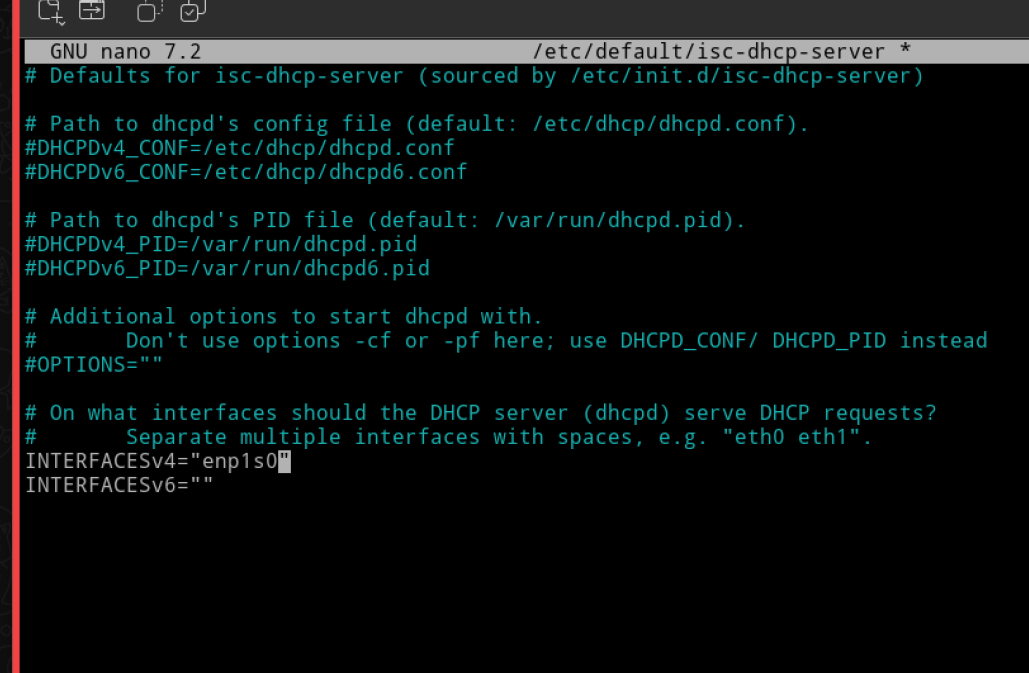 GNU nano 7.2 /etc/default/isc-dhcp-server *
# Defaults for isc-dhcp-server (sourced by /etc/init.d/isc-dhcp-server)
# Path to dhcpd's config file (default: /etc/dhcp/dhcpd.conf).
#DHCPDv4_CONF=/etc/dhcp/dhcpd.conf
#DHCPDv6_CONF=/etc/dhcp/dhcpd6.conf
# Path to dhcpd's PID file (default: /var/run/dhcpd.pid).
#DHCPDv4_PID=/var/run/dhcpd.pid
#DHCPDv6_PID=/var/run/dhcpd6.pid
# Additional options to start dhcpd with.
#       Don't use options -cf or -pf here; use DHCPD_CONF/ DHCPD_PID instead
#OPTIONS=""
# On what interfaces should the DHCP server (dhcpd) serve DHCP requests?
#       Separate multiple interfaces with spaces, e.g. "eth0 eth1".
INTERFACESv4="enp1s0"
INTERFACESv6=""